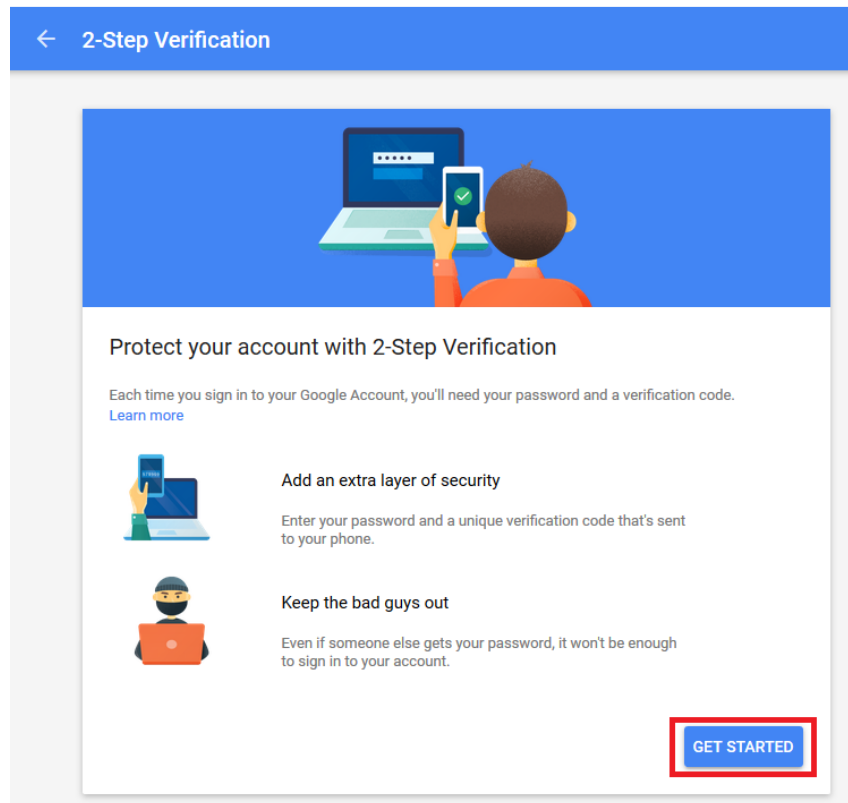 2-Step Verification
Protect your account with 2-Step Verification
Each time you sign in to your Google Account, you'll need your password and a verification code.
Learn more
Add an extra layer of security
Enter your password and a unique verification code that's sent
to your phone.
Keep the bad guys out
Even if someone else gets your password, it won't be enough
to sign in to your account.
GET STARTED